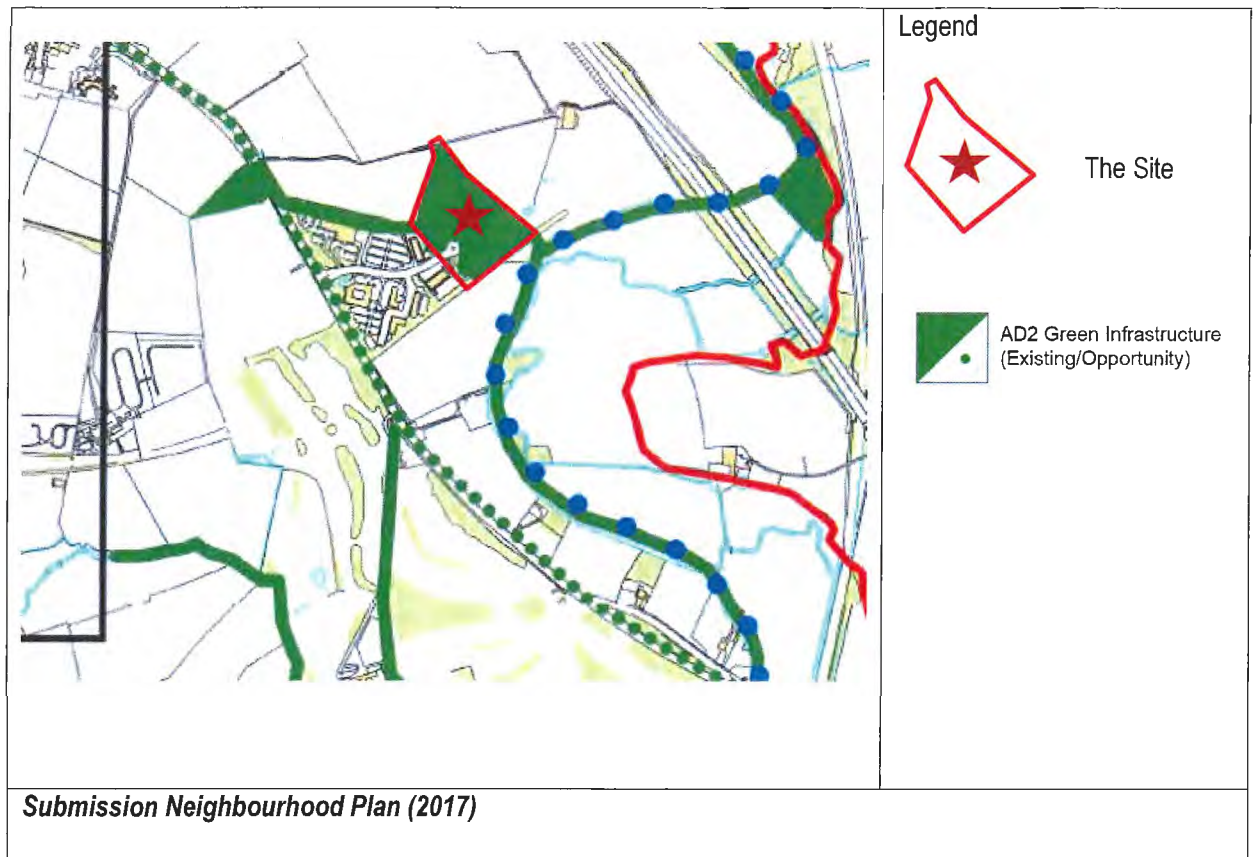 Legend
The Site
AD2 Green Infrastructure
(Existing/Opportunity)
Submission Neighbourhood Plan (2017)